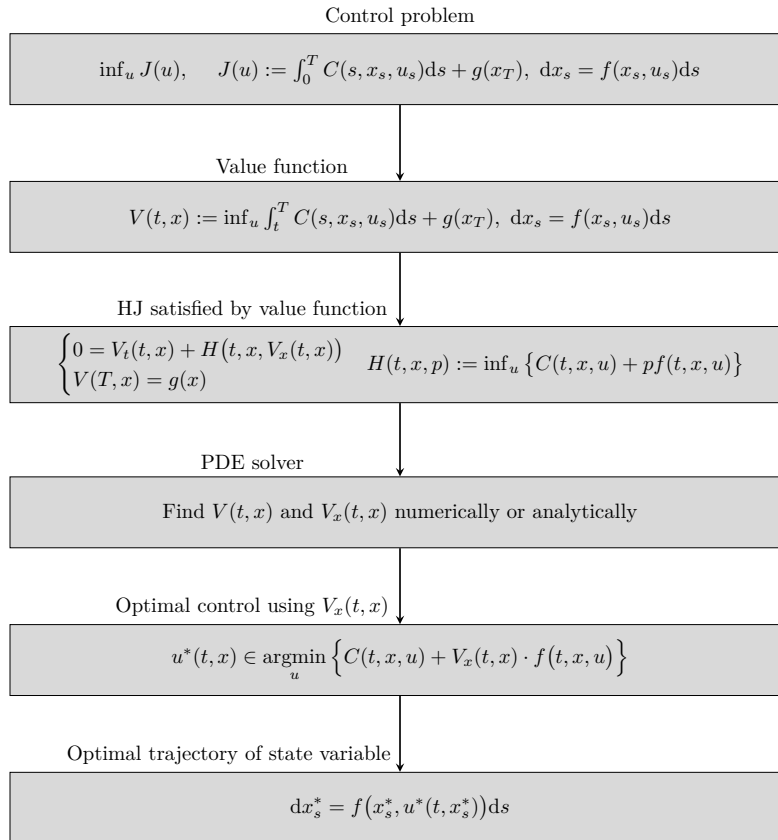 Control problem
inf_u J(u),  J(u) := ∫_0^T C(s, x_s, u_s)ds + g(x_T), dx_s = f(x_s, u_s)ds
Value function
V(t, x) := inf_u ∫_t^T C(s, x_s, u_s)ds + g(x_T), dx_s = f(x_s, u_s)ds
HJ satisfied by value function
{0 = V_t(t, x) + H(t, x, V_x(t, x))
V(T, x) = g(x)  H(t, x, p) := inf_u {C(t, x, u) + pf(t, x, u)}
PDE solver
Find V(t, x) and V_x(t, x) numerically or analytically
Optimal control using V_x(t, x)
u*(t, x) ∈ argmin_u {C(t, x, u) + V_x(t, x) · f(t, x, u)}
Optimal trajectory of state variable
dx*_s = f(x*_s, u*(t, x*_s))ds